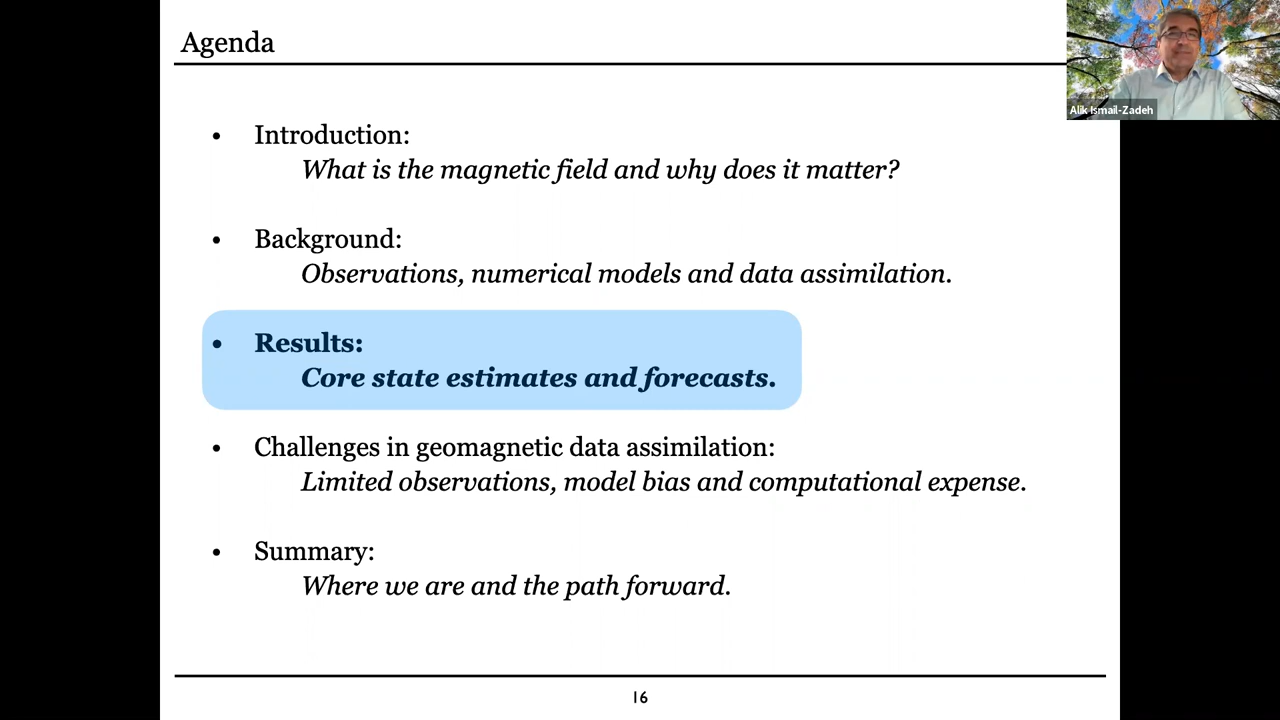 Agenda
Alik Ismail-Zadeh
• Introduction:
What is the magnetic field and why does it matter?
• Background:
Observations, numerical models and data assimilation.
• Results:
Core state estimates and forecasts.
• Challenges in geomagnetic data assimilation:
Limited observations, model bias and computational expense.
• Summary:
Where we are and the path forward.
16